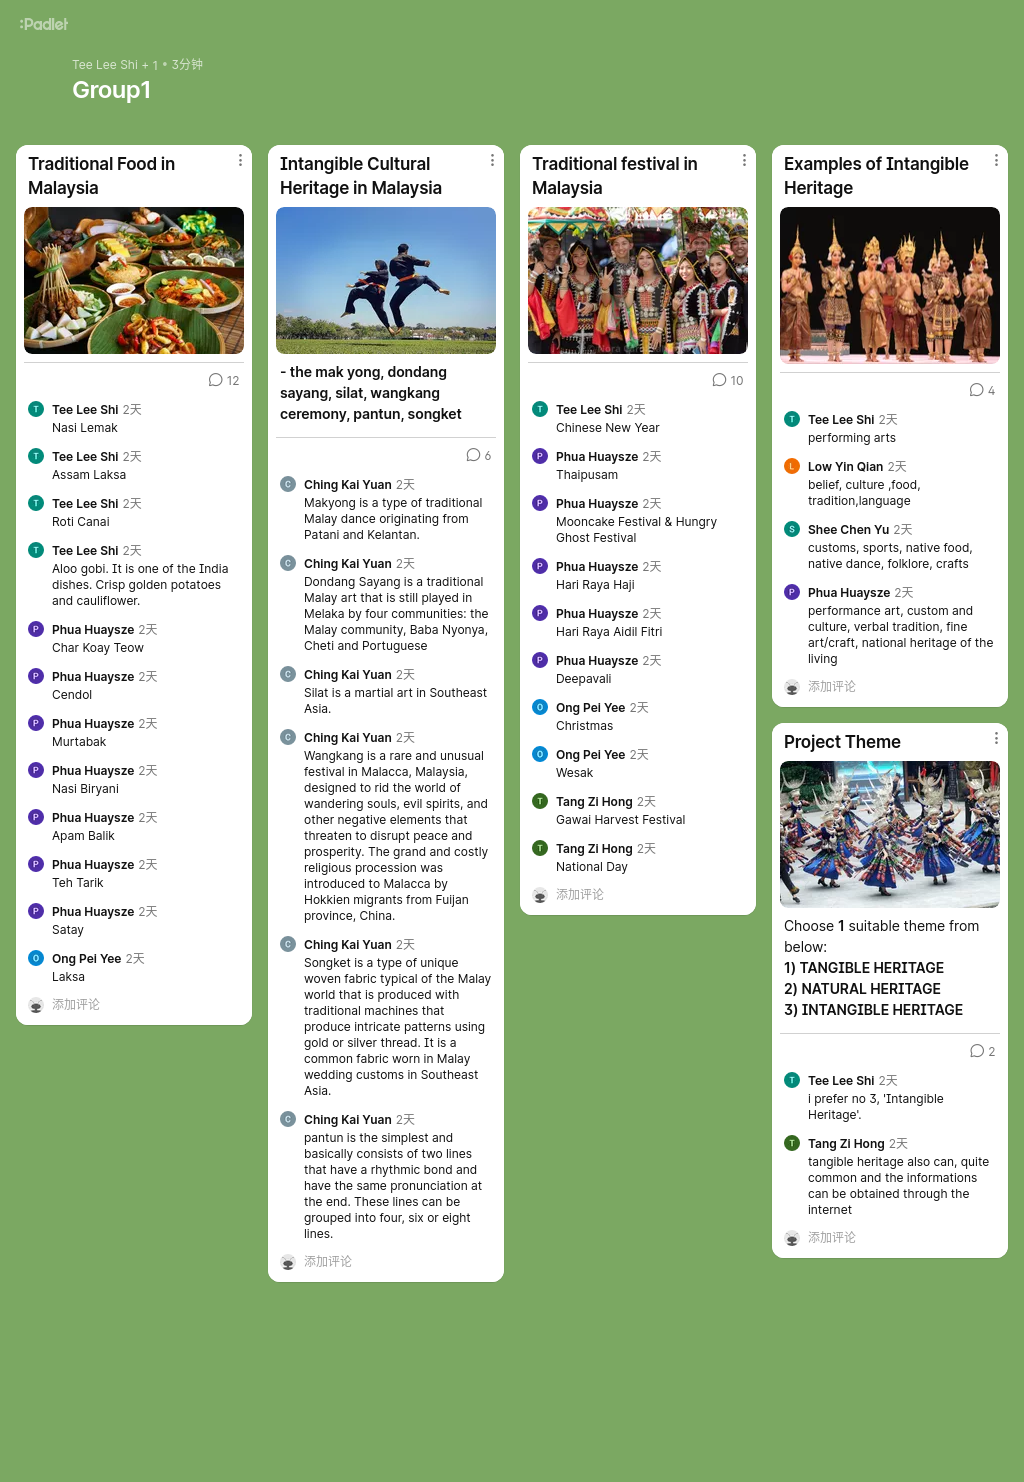 :Padlet
Tee Lee Shi + 1 • 3分钟
Group1
Traditional Food in
Malaysia
12
Tee Lee Shi 2天
Nasi Lemak
Tee Lee Shi 2天
Assam Laksa
Tee Lee Shi 2天
Roti Canai
Tee Lee Shi 2天
Aloo gobi. It is one of the India
dishes. Crisp golden potatoes
and cauliflower.
Phua Huaysze 2天
Char Koay Teow
Phua Huaysze 2天
Cendol
Phua Huaysze 2天
Murtabak
Phua Huaysze 2天
Nasi Biryani
Phua Huaysze 2天
Apam Balik
Phua Huaysze 2天
Teh Tarik
Phua Huaysze 2天
Satay
Ong Pei Yee 2天
Laksa
添加评论
Intangible Cultural
Heritage in Malaysia
- the mak yong, dondang
sayang, silat, wangkang
ceremony, pantun, songket
6
Ching Kai Yuan 2天
Makyong is a type of traditional
Malay dance originating from
Patani and Kelantan.
Ching Kai Yuan 2天
Dondang Sayang is a traditional
Malay art that is still played in
Melaka by four communities: the
Malay community, Baba Nyonya,
Cheti and Portuguese
Ching Kai Yuan 2天
Silat is a martial art in Southeast
Asia.
Ching Kai Yuan 2天
Wangkang is a rare and unusual
festival in Malacca, Malaysia,
designed to rid the world of
wandering souls, evil spirits, and
other negative elements that
threaten to disrupt peace and
prosperity. The grand and costly
religious procession was
introduced to Malacca by
Hokkien migrants from Fuijan
province, China.
Ching Kai Yuan 2天
Songket is a type of unique
woven fabric typical of the Malay
world that is produced with
traditional machines that
produce intricate patterns using
gold or silver thread. It is a
common fabric worn in Malay
wedding customs in Southeast
Asia.
Ching Kai Yuan 2天
pantun is the simplest and
basically consists of two lines
that have a rhythmic bond and
have the same pronunciation at
the end. These lines can be
grouped into four, six or eight
lines.
添加评论
Traditional festival in
Malaysia
10
Tee Lee Shi 2天
Chinese New Year
Phua Huaysze 2天
Thaipusam
Phua Huaysze 2天
Mooncake Festival & Hungry
Ghost Festival
Phua Huaysze 2天
Hari Raya Haji
Phua Huaysze 2天
Hari Raya Aidil Fitri
Phua Huaysze 2天
Deepavali
Ong Pei Yee 2天
Christmas
Ong Pei Yee 2天
Wesak
Tang Zi Hong 2天
Gawai Harvest Festival
Tang Zi Hong 2天
National Day
添加评论
Examples of Intangible
Heritage
4
Tee Lee Shi 2天
performing arts
Low Yin Qian 2天
belief, culture ,food,
tradition,language
Shee Chen Yu 2天
customs, sports, native food,
native dance, folklore, crafts
Phua Huaysze 2天
performance art, custom and
culture, verbal tradition, fine
art/craft, national heritage of the
living
添加评论
Project Theme
Choose 1 suitable theme from
below:
1) TANGIBLE HERITAGE
2) NATURAL HERITAGE
3) INTANGIBLE HERITAGE
2
Tee Lee Shi 2天
i prefer no 3, 'Intangible
Heritage'.
Tang Zi Hong 2天
tangible heritage also can, quite
common and the informations
can be obtained through the
internet
添加评论